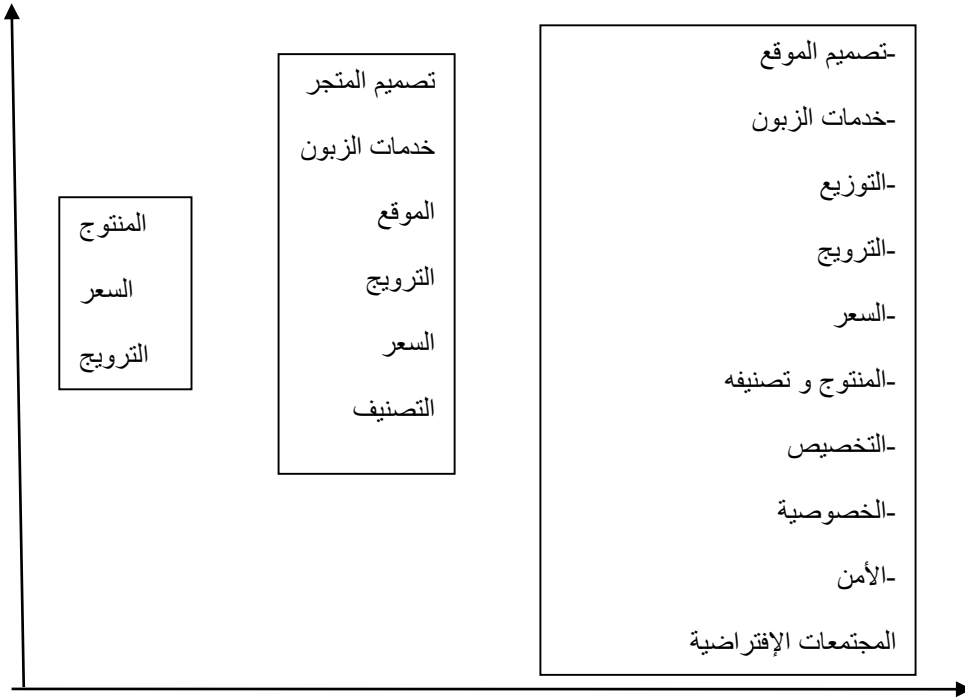 -تصميم الموقع
-خدمات الزبون
-التوزيع
-الترويج
-السعر
-المنتوج و تصنيفه
-التخصيص
-الخصوصية
-الأمن
المجتمعات الإفتراضية
تصميم المتجر
خدمات الزبون
الموقع
الترويج
السعر
التصنيف
المنتوج
السعر
الترويج